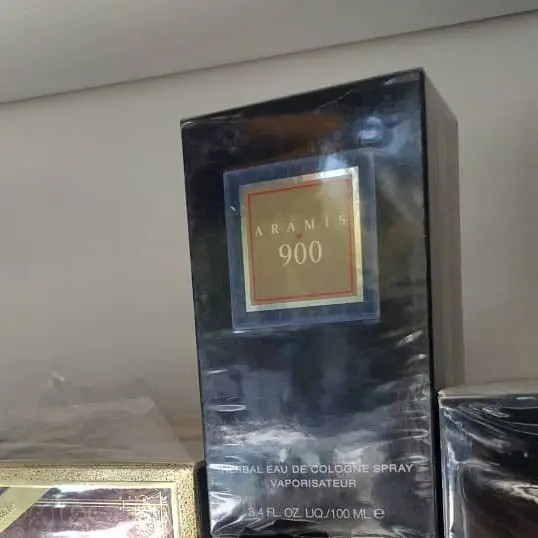 ARAMIS
900
HERBAL EAU DE COLOGNE SPRAY
VAPORISATEUR
3.4 FL. OZ. LIQ./100 ML e